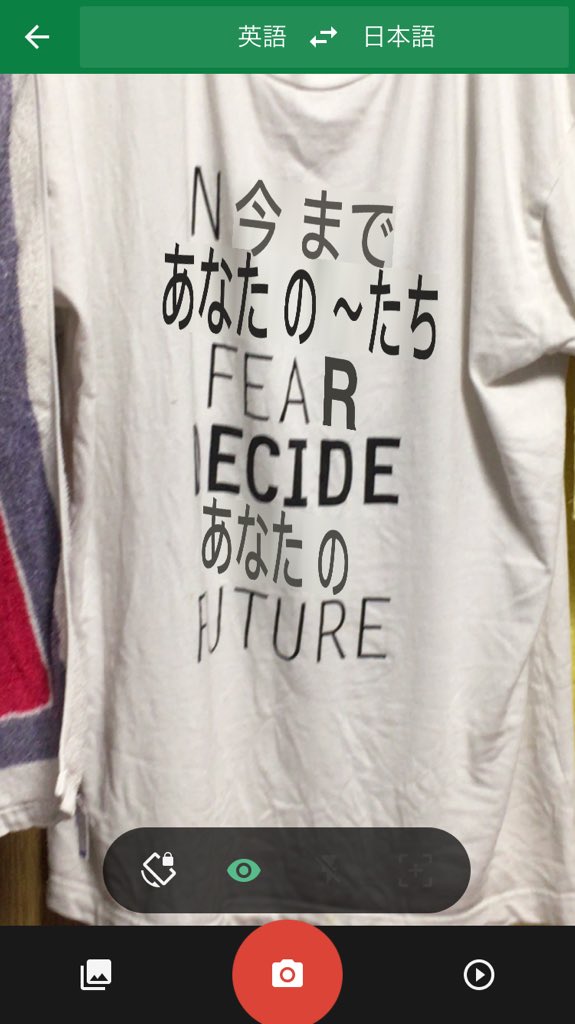 英語 日本語
N 今 まで
あなた の ~たち
FEAR
DECIDE
あなた の
FUTURE